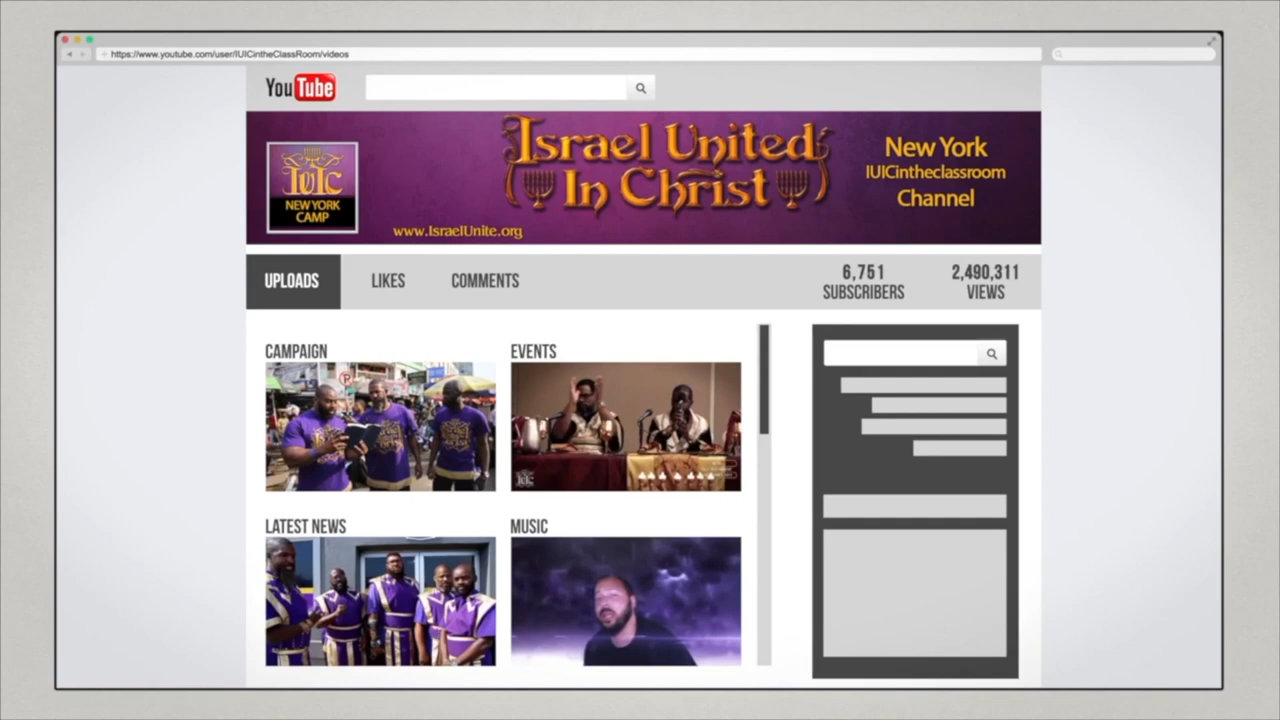 https://www.youtube.com/user/IUICintheClassRoom/videos
YouTube
Israel United
In Christ
New York
IUICintheclassroom
Channel
IUIC
NEW YORK
CAMP
www.IsraelUnite.org
UPLOADS
LIKES
COMMENTS
6,751
SUBSCRIBERS
2,490,311
VIEWS
CAMPAIGN
EVENTS
LATEST NEWS
MUSIC